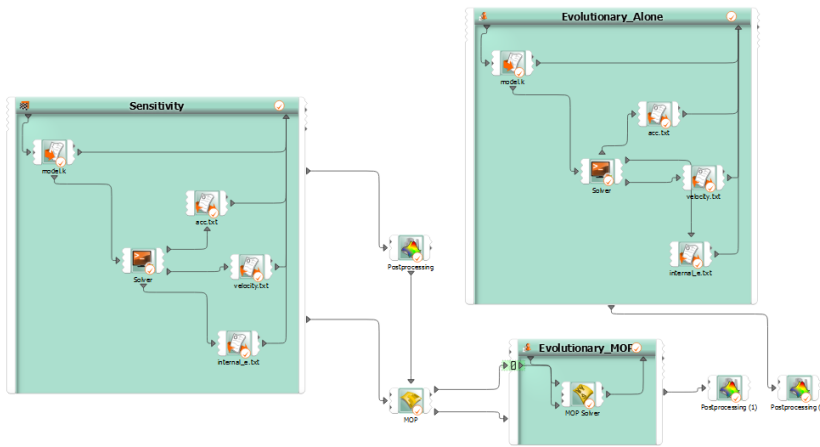 Evolutionary_Alone
model.k
acc.txt
Solver
velocity.txt
internal_e.txt
Sensitivity
model.k
acc.txt
Solver
velocity.txt
internal_e.txt
Postprocessing
MOP
Evolutionary_MOP
MOP Solver
Postprocessing (1)
Postprocessing (